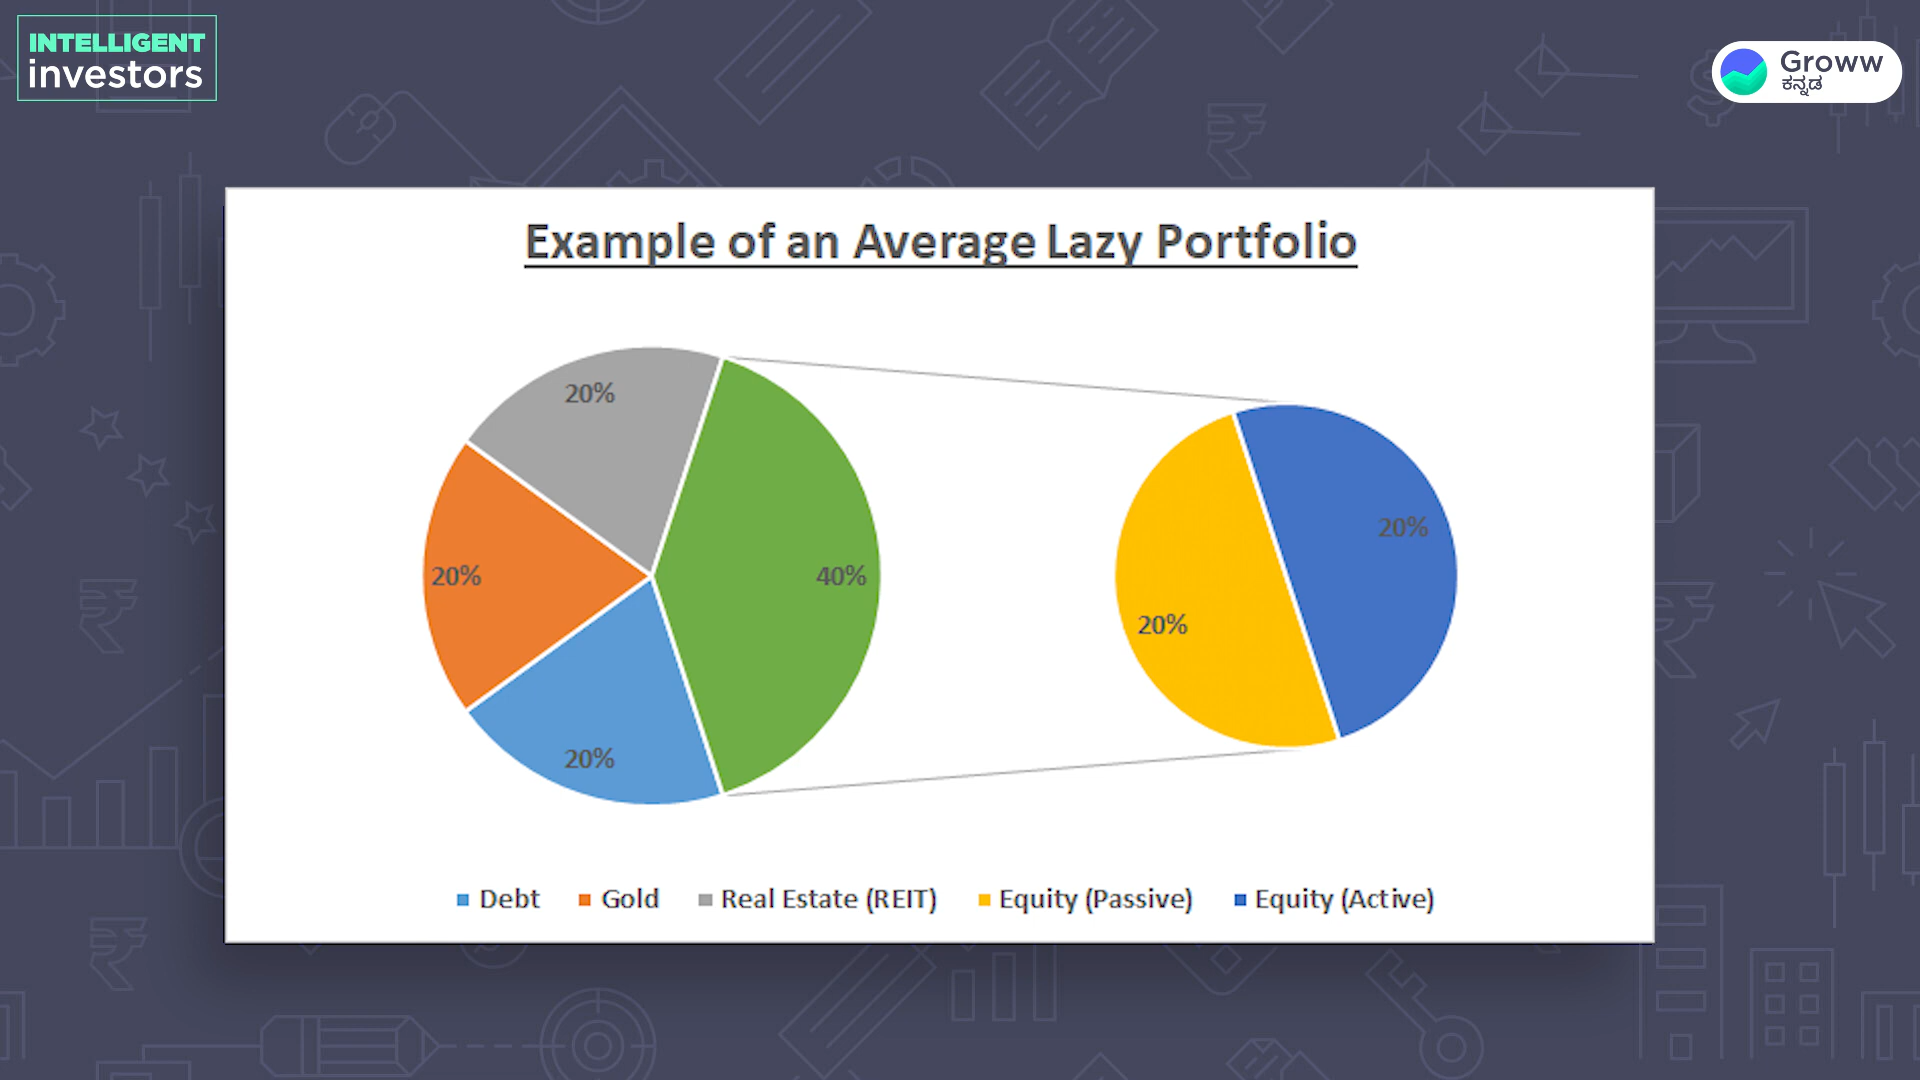 INTELLIGENT
investors
Groww
ಕನ್ನಡ
Example of an Average Lazy Portfolio
20%
20%
40%
20%
20%
20%
Debt
Gold
Real Estate (REIT)
Equity (Passive)
Equity (Active)